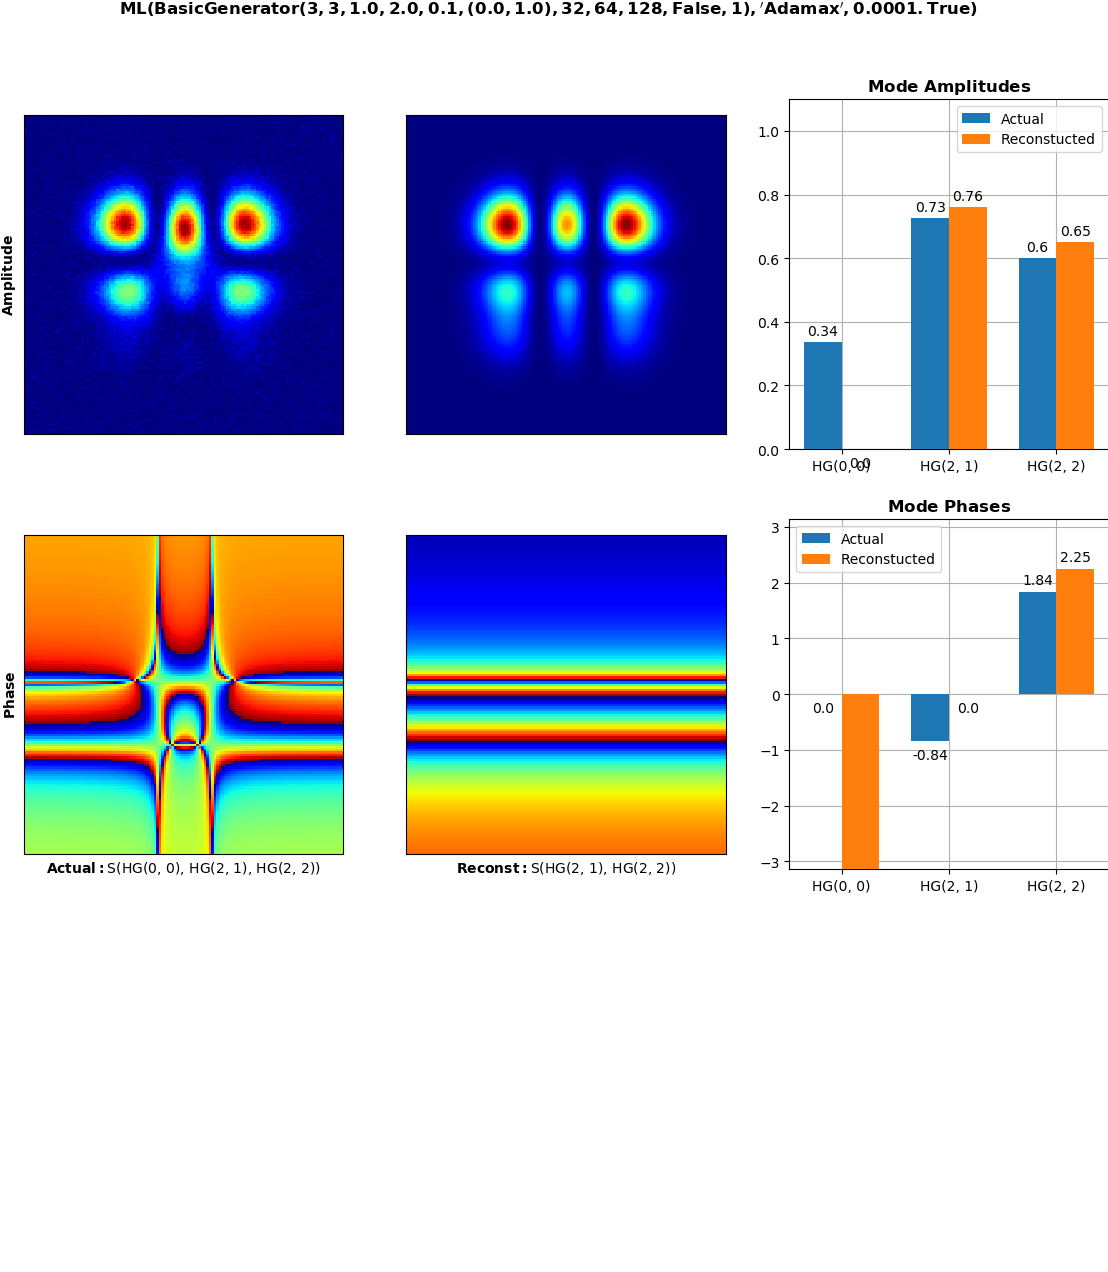 ML(BasicGenerator(3, 3, 1.0, 2.0, 0.1, (0.0, 1.0), 32, 64, 128, False, 1), 'Adamax', 0.0001. True)
Amplitude
Mode Amplitudes
Actual
Reconstucted
1.0
0.8
0.6
0.4
0.2
0.0
0.34
0.0
0.73
0.76
0.6
0.65
HG(0, 0)
HG(2, 1)
HG(2, 2)
Phase
Actual: S(HG(0, 0), HG(2, 1), HG(2, 2))
Reconst: S(HG(2, 1), HG(2, 2))
Mode Phases
Actual
Reconstucted
3
2
1
0
−1
−2
−3
0.0
-0.84
0.0
1.84
2.25
HG(0, 0)
HG(2, 1)
HG(2, 2)